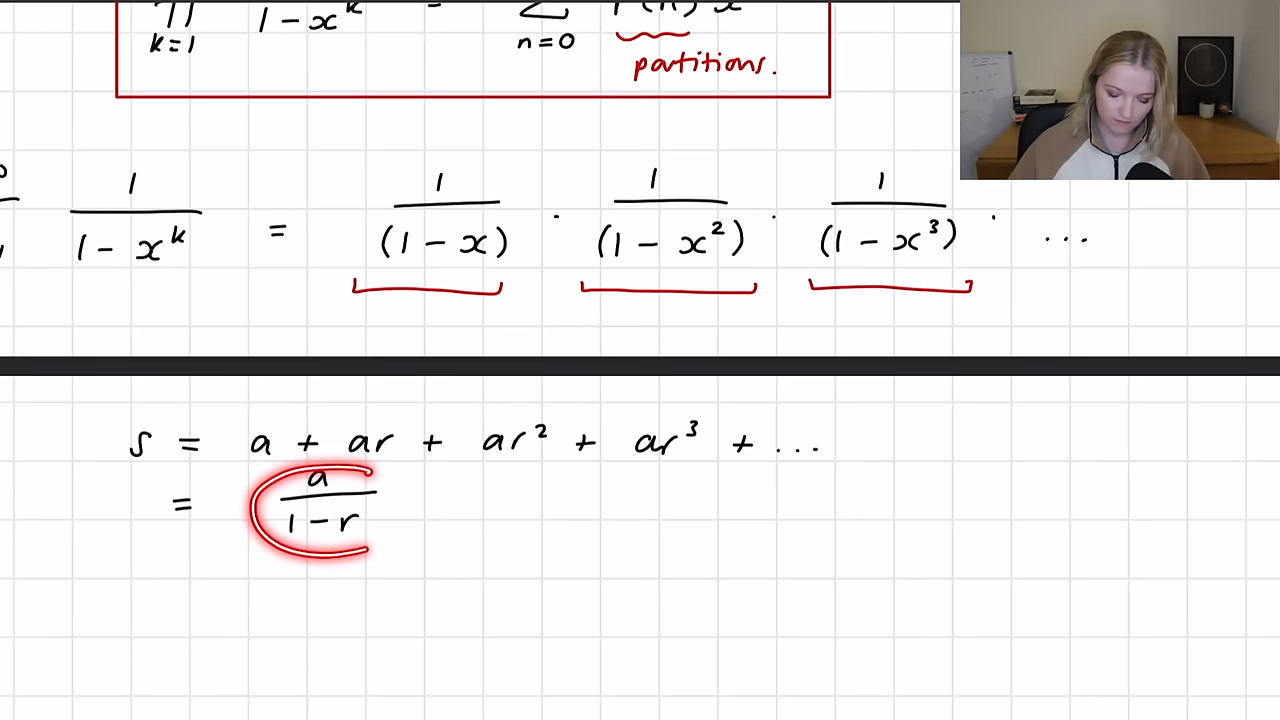 k=1 1-x^k = n=0
partitions.
1/(1-x^k) = 1/(1-x) · 1/(1-x²) · 1/(1-x³) · ...
s = a + ar + ar² + ar³ + ...
= a/(1-r)